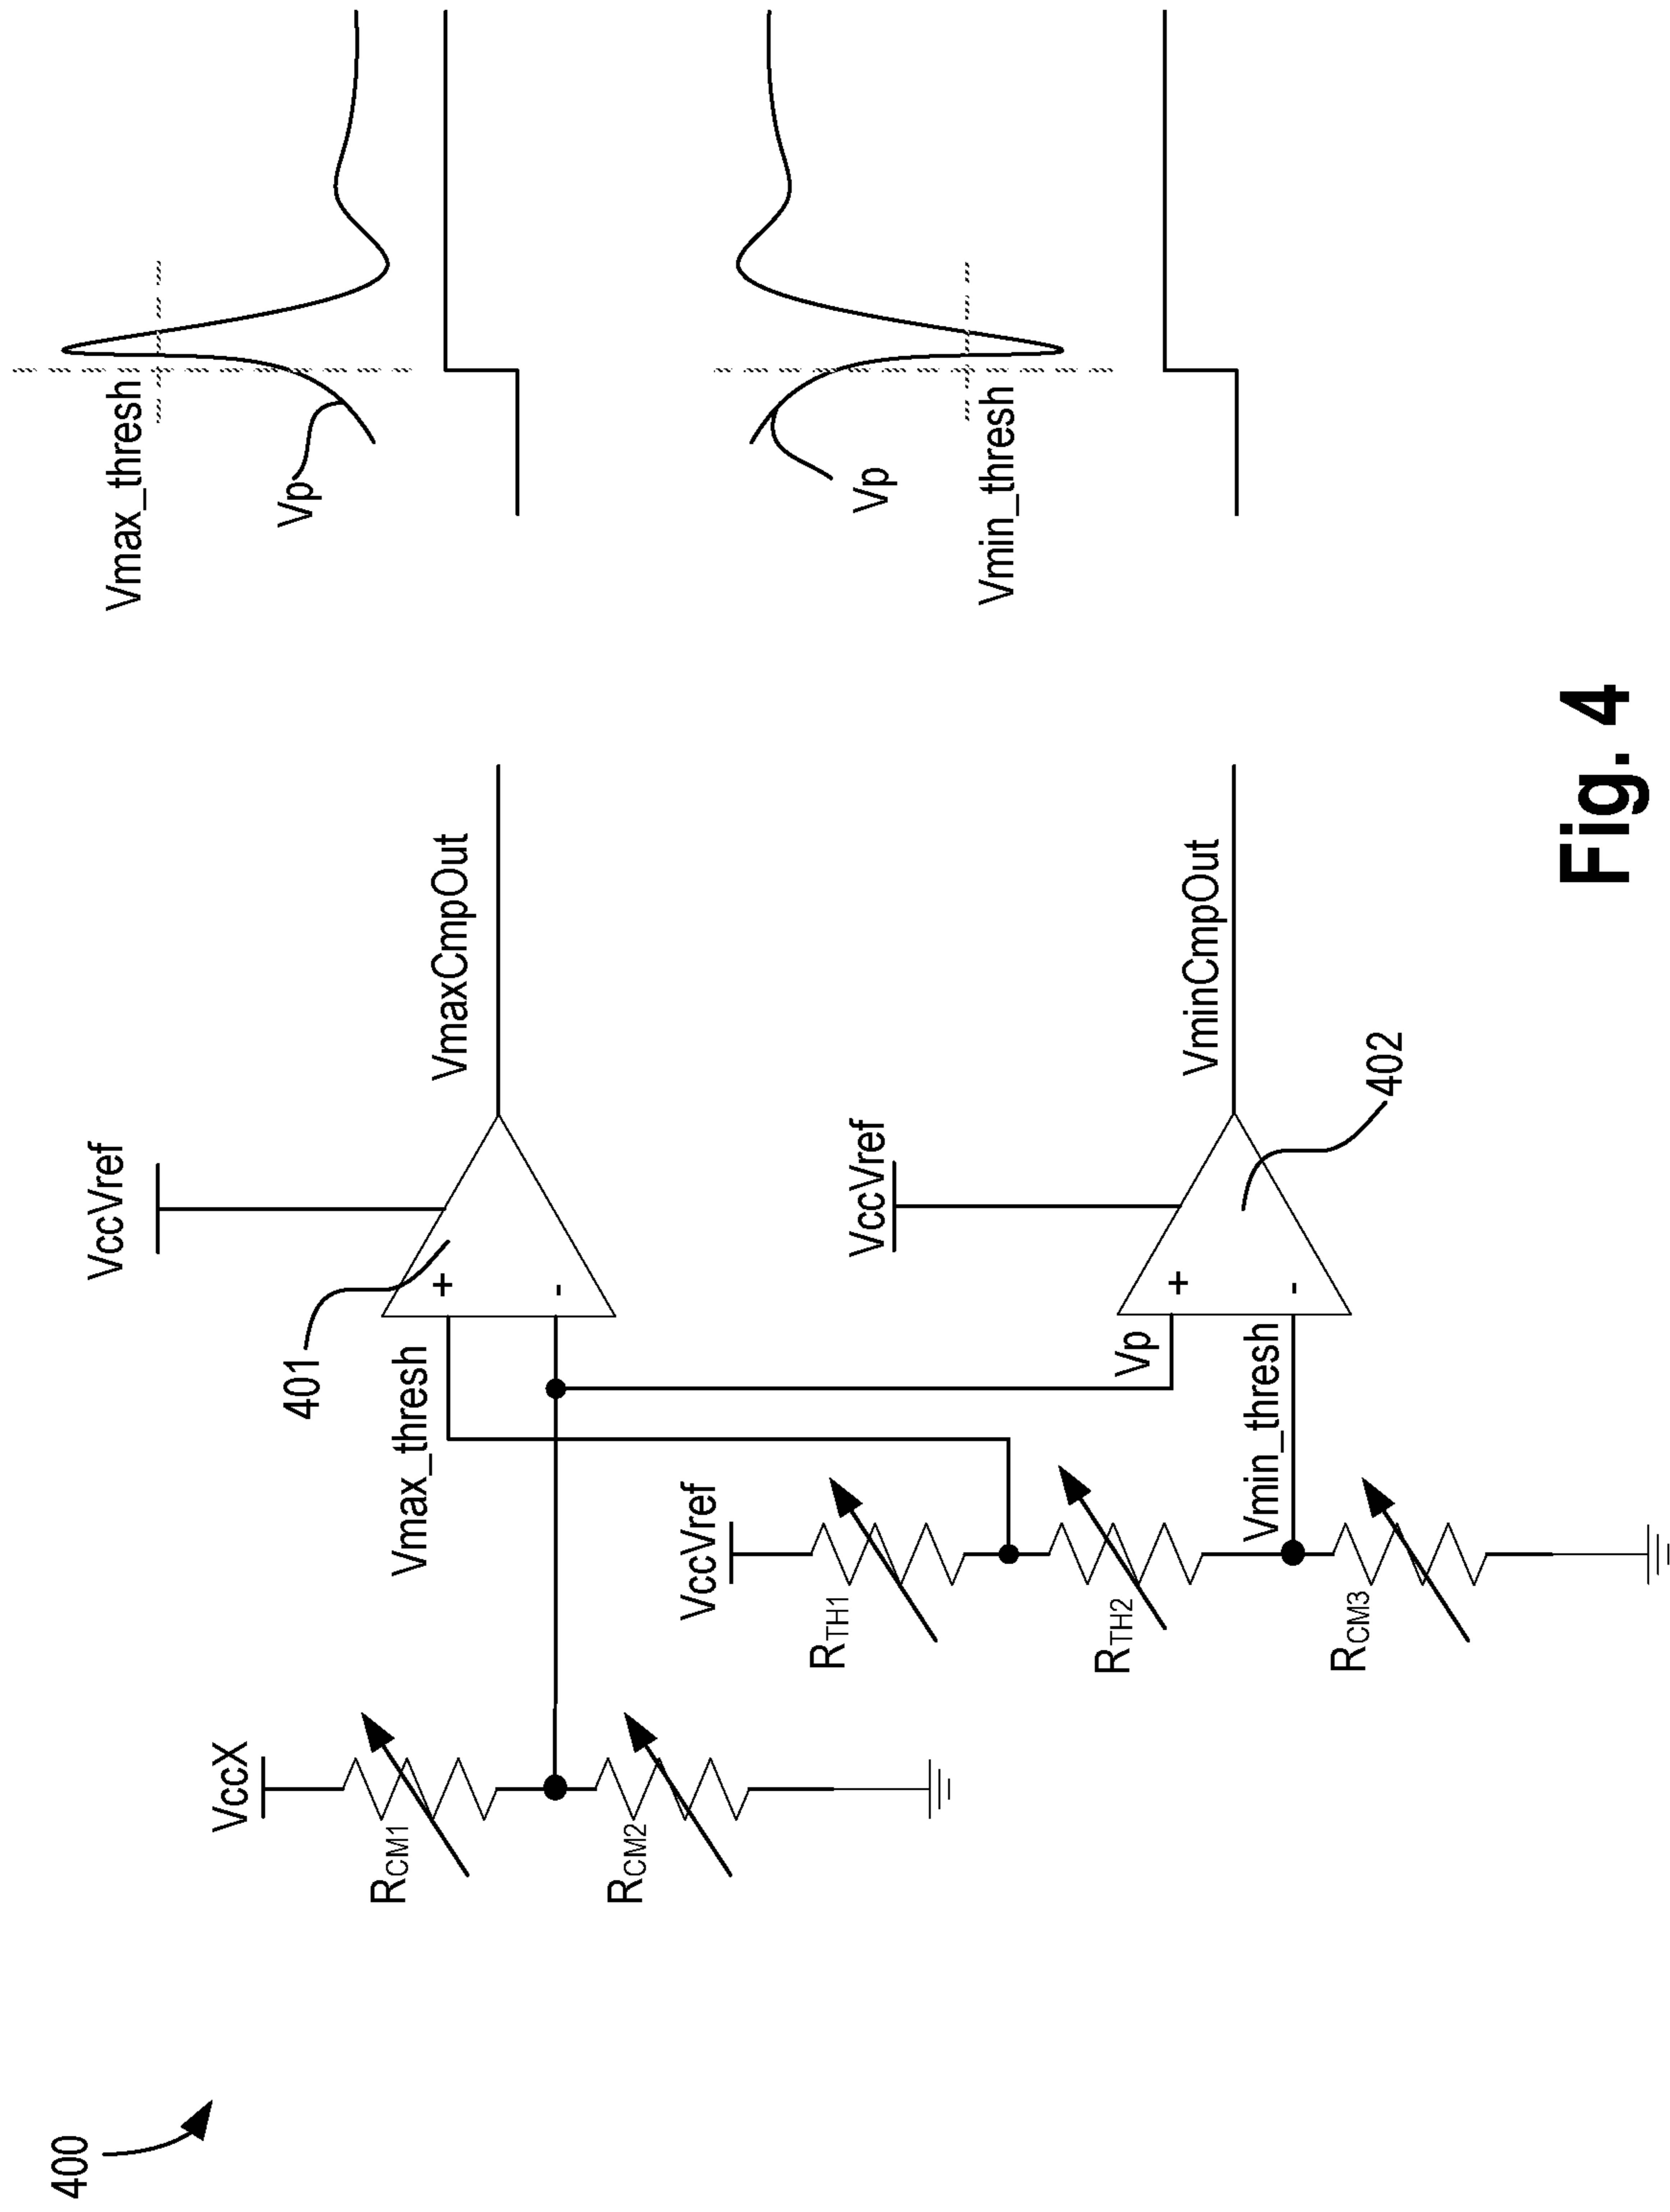 400
VccX
RCM1
RCM2
VccVref
RTH1
RTH2
RCM3
Vmax_thresh
401
VccVref
+
-
VmaxCmpOut
Vp
Vmin_thresh
VccVref
+
-
402
VminCmpOut
Vmax_thresh
Vp
Vp
Vmin_thresh
Fig. 4